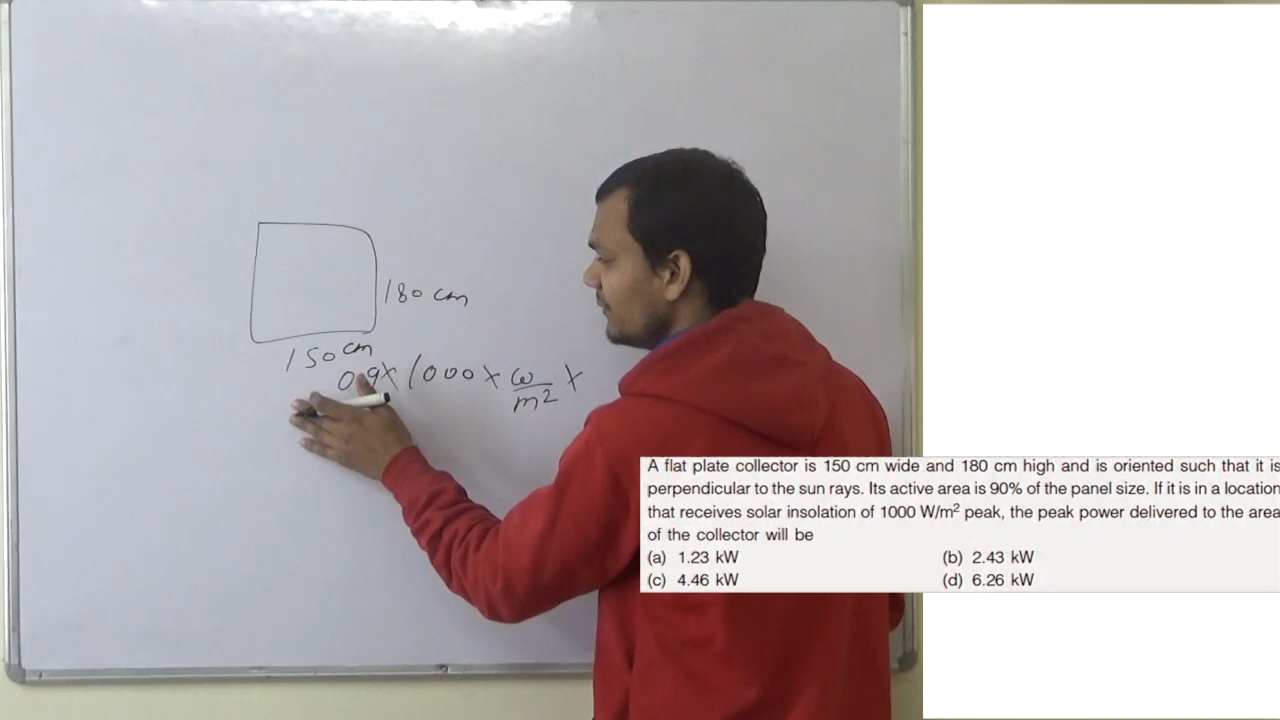 180 cm
150 cm
0.9 x 1000 x ω/m²  x
A flat plate collector is 150 cm wide and 180 cm high and is oriented such that it is
perpendicular to the sun rays. Its active area is 90% of the panel size. If it is in a location
that receives solar insolation of 1000 W/m² peak, the peak power delivered to the area
of the collector will be
(a) 1.23 kW (b) 2.43 kW
(c) 4.46 kW (d) 6.26 kW